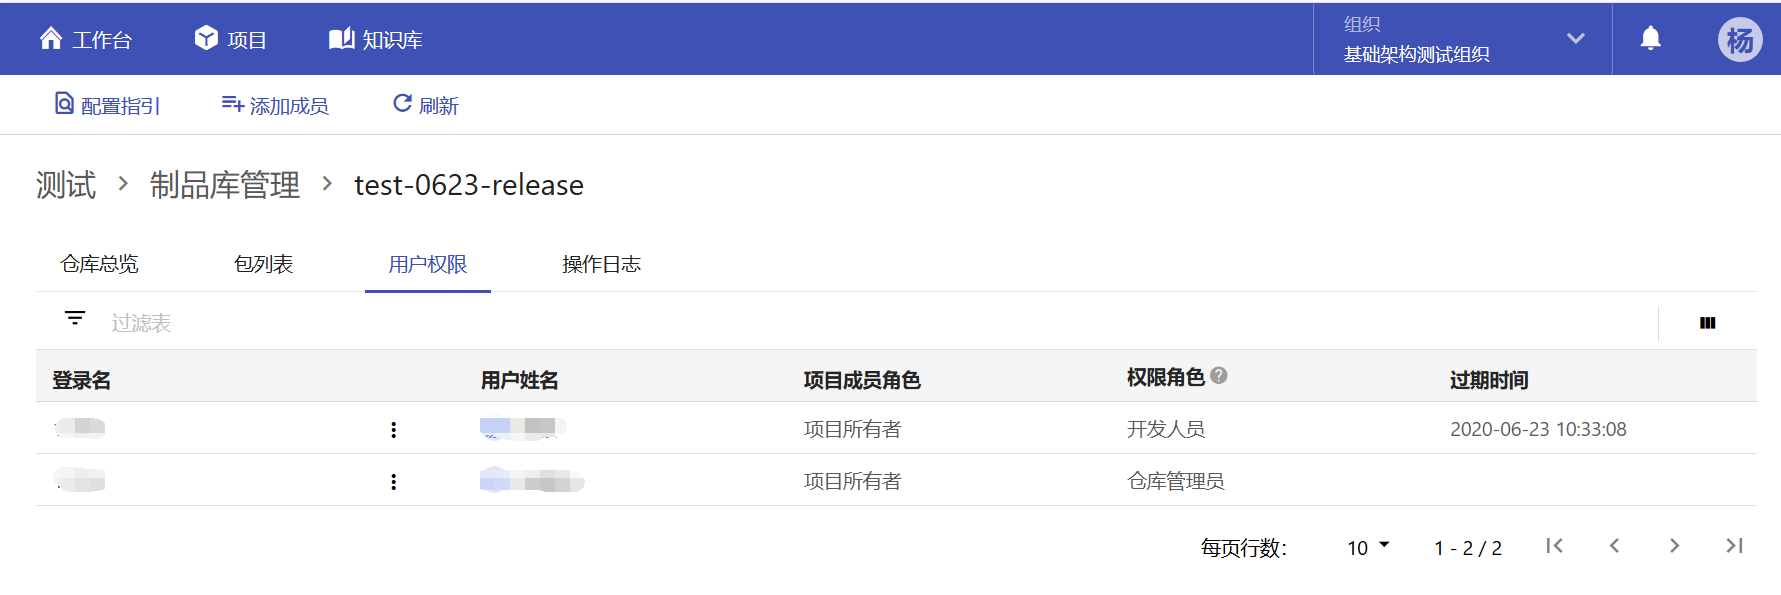 工作台 项目 知识库 组织
基础架构测试组织 杨
配置指引 添加成员 刷新
测试 > 制品库管理 > test-0623-release
仓库总览 包列表 用户权限 操作日志
过滤表
登录名 用户姓名 项目成员角色 权限角色 ? 过期时间
项目所有者 开发人员 2020-06-23 10:33:08
项目所有者 仓库管理员
每页行数: 10 1 - 2 / 2